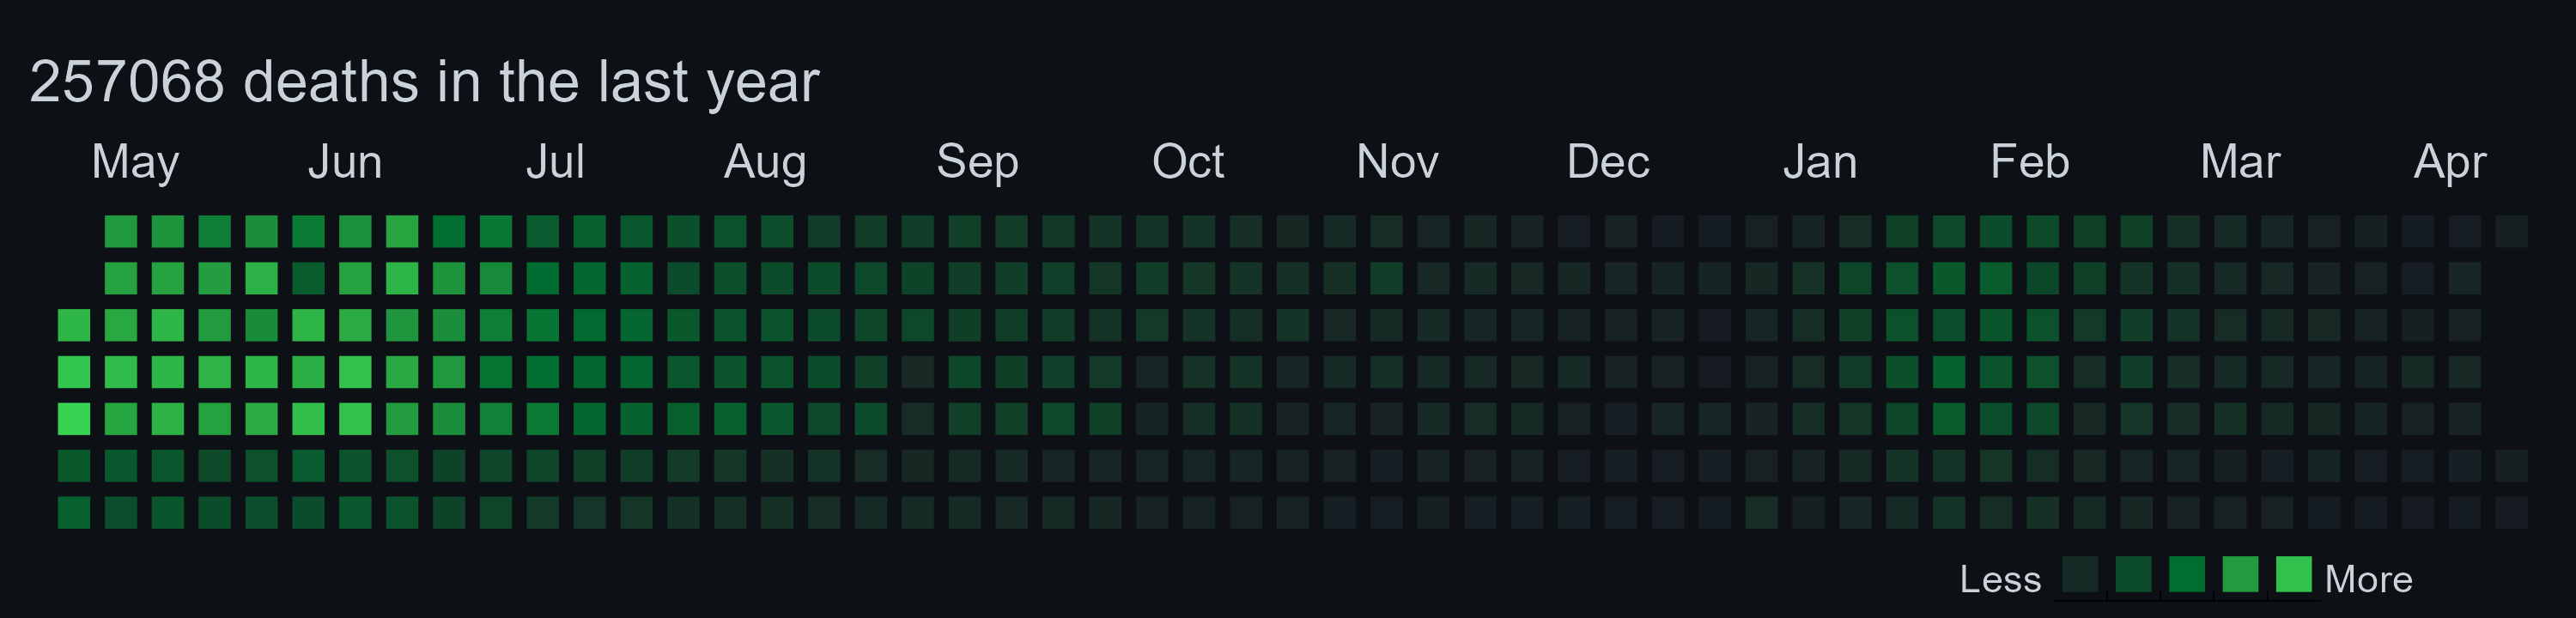 257068 deaths in the last year
May Jun Jul Aug Sep Oct Nov Dec Jan Feb Mar Apr
Less More